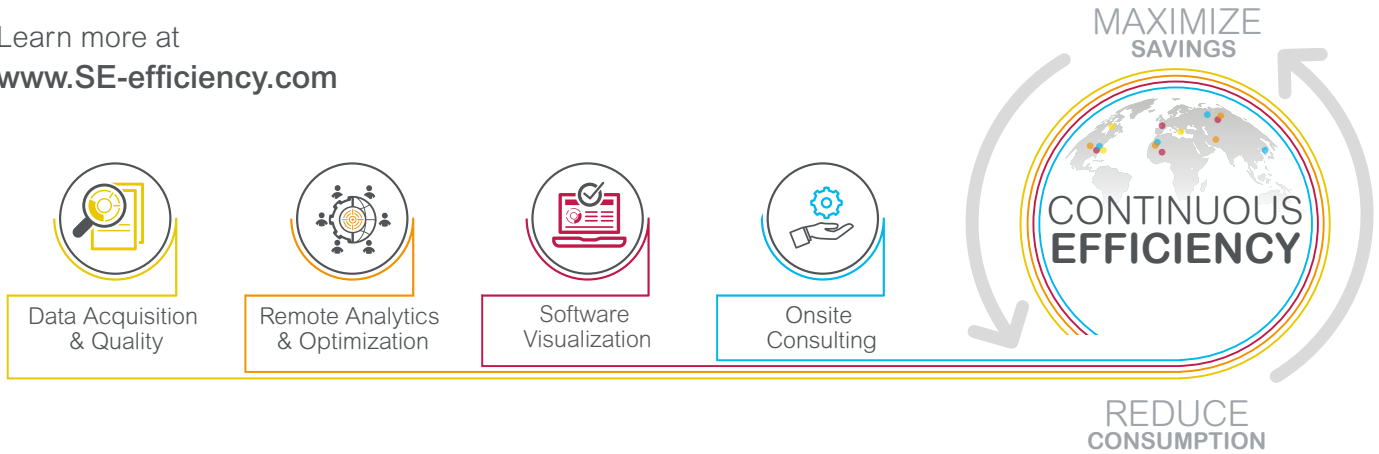 Learn more at
www.SE-efficiency.com
MAXIMIZE
SAVINGS
CONTINUOUS
EFFICIENCY
Data Acquisition
& Quality
Remote Analytics
& Optimization
Software
Visualization
Onsite
Consulting
REDUCE
CONSUMPTION